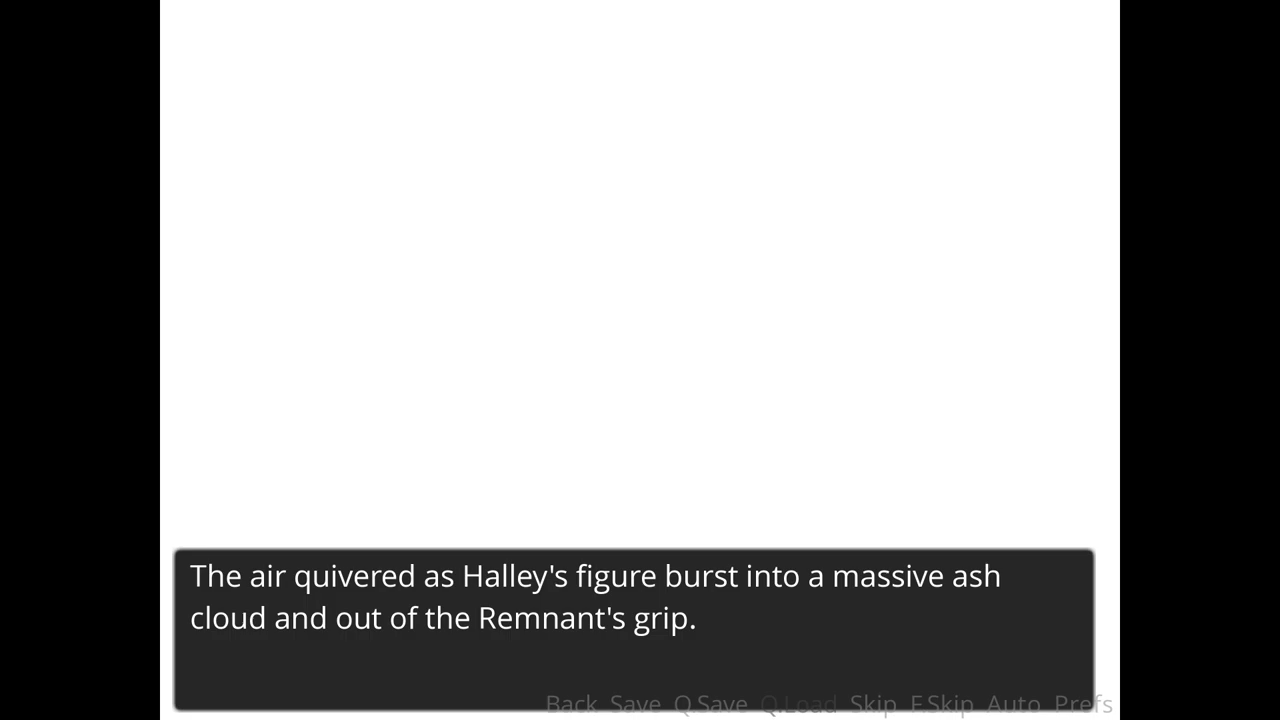 The air quivered as Halley's figure burst into a massive ash
cloud and out of the Remnant's grip.
Back Save Q.Save Q.Load Skip F.Skip Auto Prefs